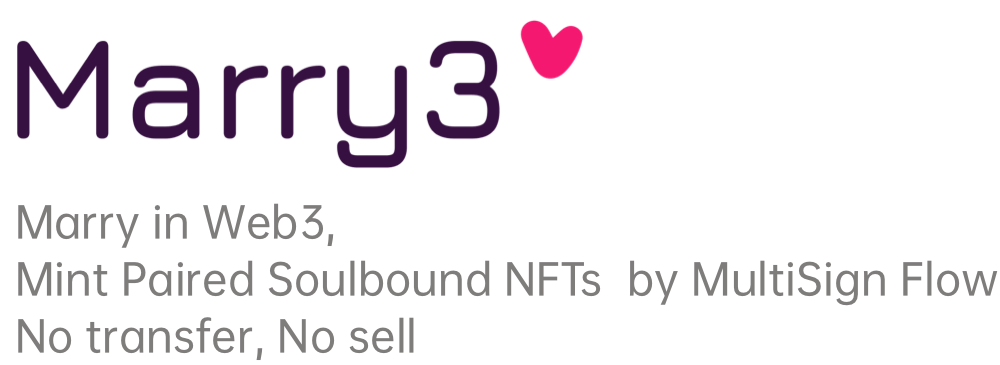 Marry3
Marry in Web3,
Mint Paired Soulbound NFTs  by MultiSign Flow
No transfer, No sell